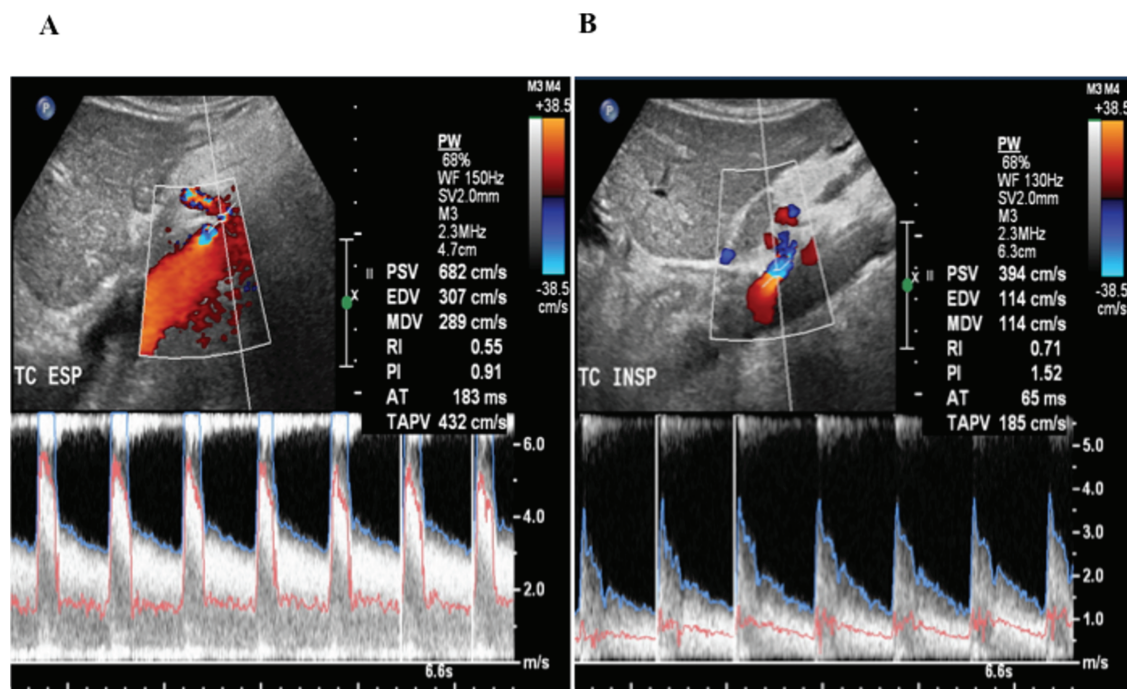 A
B
P
M3 M4
+38.5
PW
68%
WF 150Hz
SV2.0mm
M3
2.3MHz
4.7cm
-38.5
cm/s
x
PSV 682 cm/s
EDV 307 cm/s
MDV 289 cm/s
RI 0.55
PI 0.91
AT 183 ms
TAPV 432 cm/s
TC ESP
6.0
4.0
2.0
m/s
6.6s
P
M3 M4
+38.5
PW
68%
WF 130Hz
SV2.0mm
M3
2.3MHz
6.3cm
-38.5
cm/s
x
PSV 394 cm/s
EDV 114 cm/s
MDV 114 cm/s
RI 0.71
PI 1.52
AT 65 ms
TAPV 185 cm/s
TC INSP
5.0
4.0
3.0
2.0
1.0
m/s
6.6s